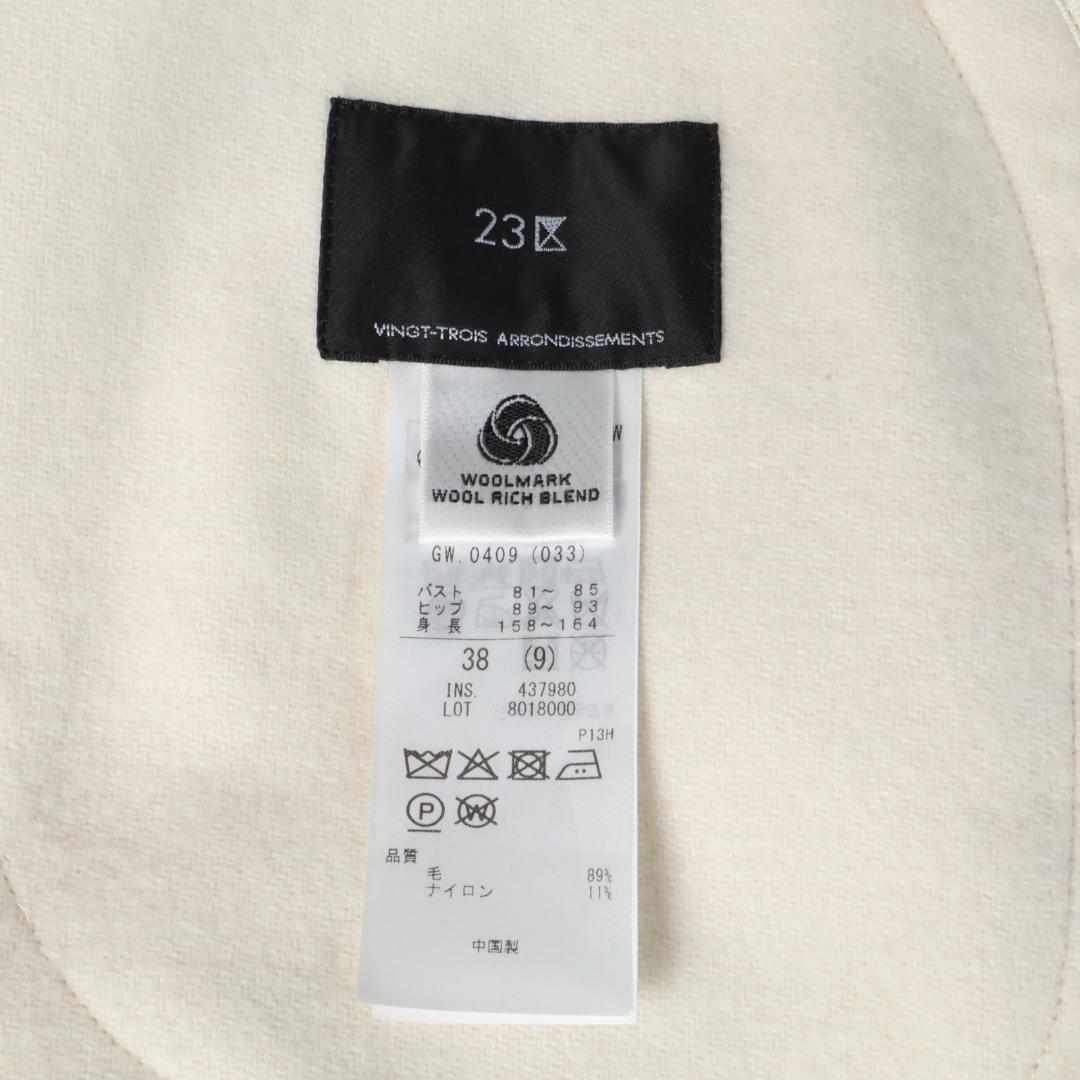 23区
VINGT-TROIS ARRONDISSEMENTS
W
WOOLMARK
WOOL RICH BLEND
GW.0409 (033)
バスト 81～ 85
ヒップ 89～ 93
身 長 158～164
38 (9)
INS. 437980
LOT 8018000
P13H
P
W
品質
毛 89%
ナイロン 11%
中国製